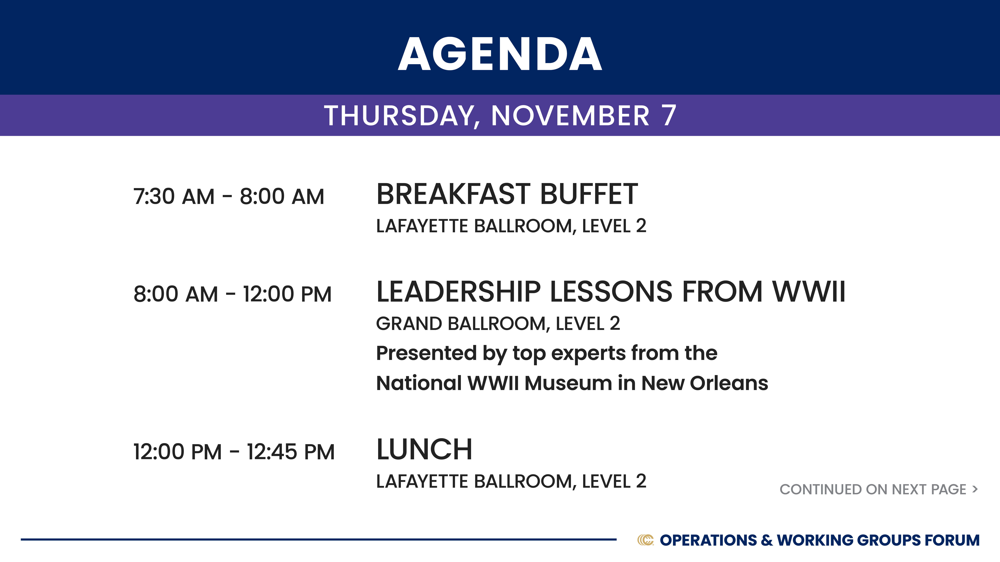 AGENDA
THURSDAY, NOVEMBER 7
7:30 AM - 8:00 AM
BREAKFAST BUFFET
LAFAYETTE BALLROOM, LEVEL 2
8:00 AM - 12:00 PM
LEADERSHIP LESSONS FROM WWII
GRAND BALLROOM, LEVEL 2
Presented by top experts from the
National WWII Museum in New Orleans
12:00 PM - 12:45 PM
LUNCH
LAFAYETTE BALLROOM, LEVEL 2
CONTINUED ON NEXT PAGE >
OPERATIONS & WORKING GROUPS FORUM